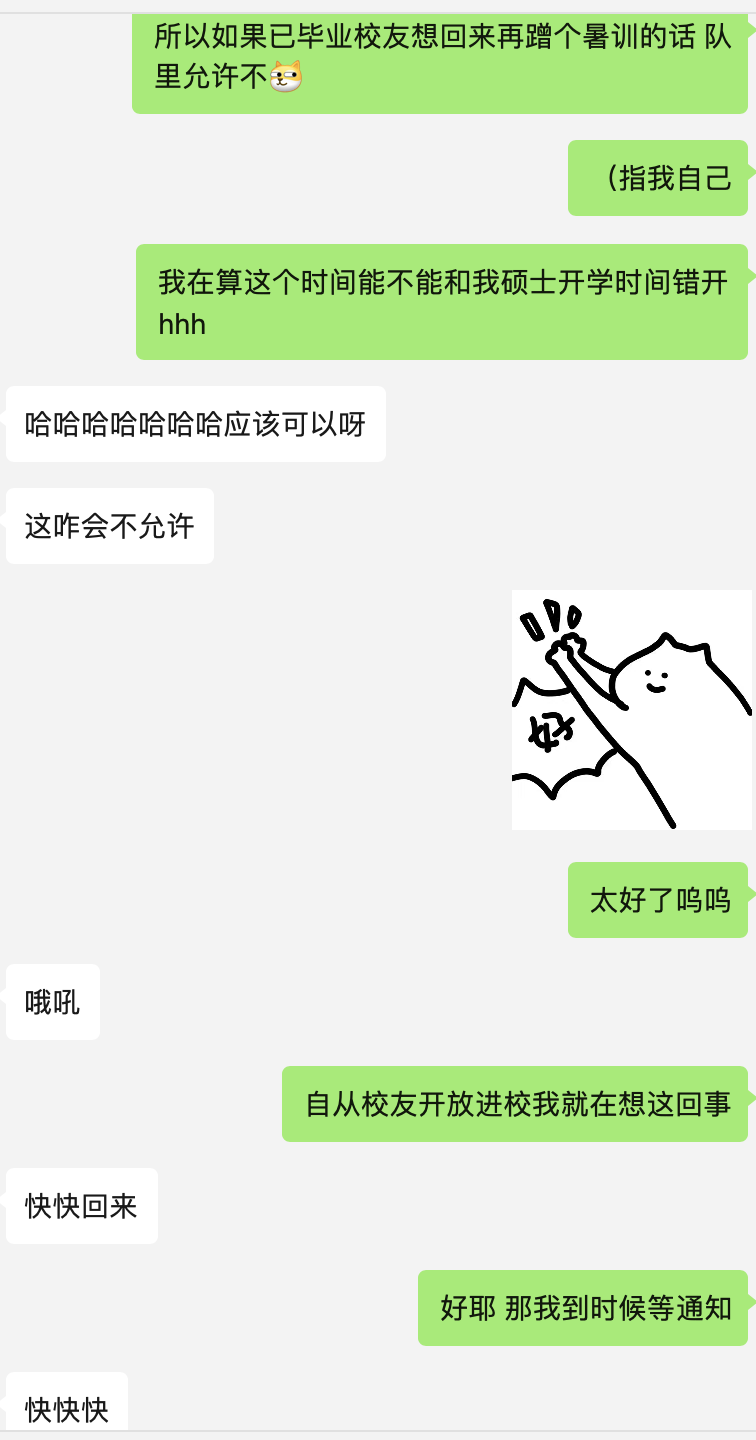 所以如果已毕业校友想回来再蹭个暑训的话 队
里允许不
（指我自己
我在算这个时间能不能和我硕士开学时间错开
hhh
哈哈哈哈哈哈哈应该可以呀
这咋会不允许
好
太好了呜呜
哦吼
自从校友开放进校我就在想这回事
快快回来
好耶 那我到时候等通知
快快快